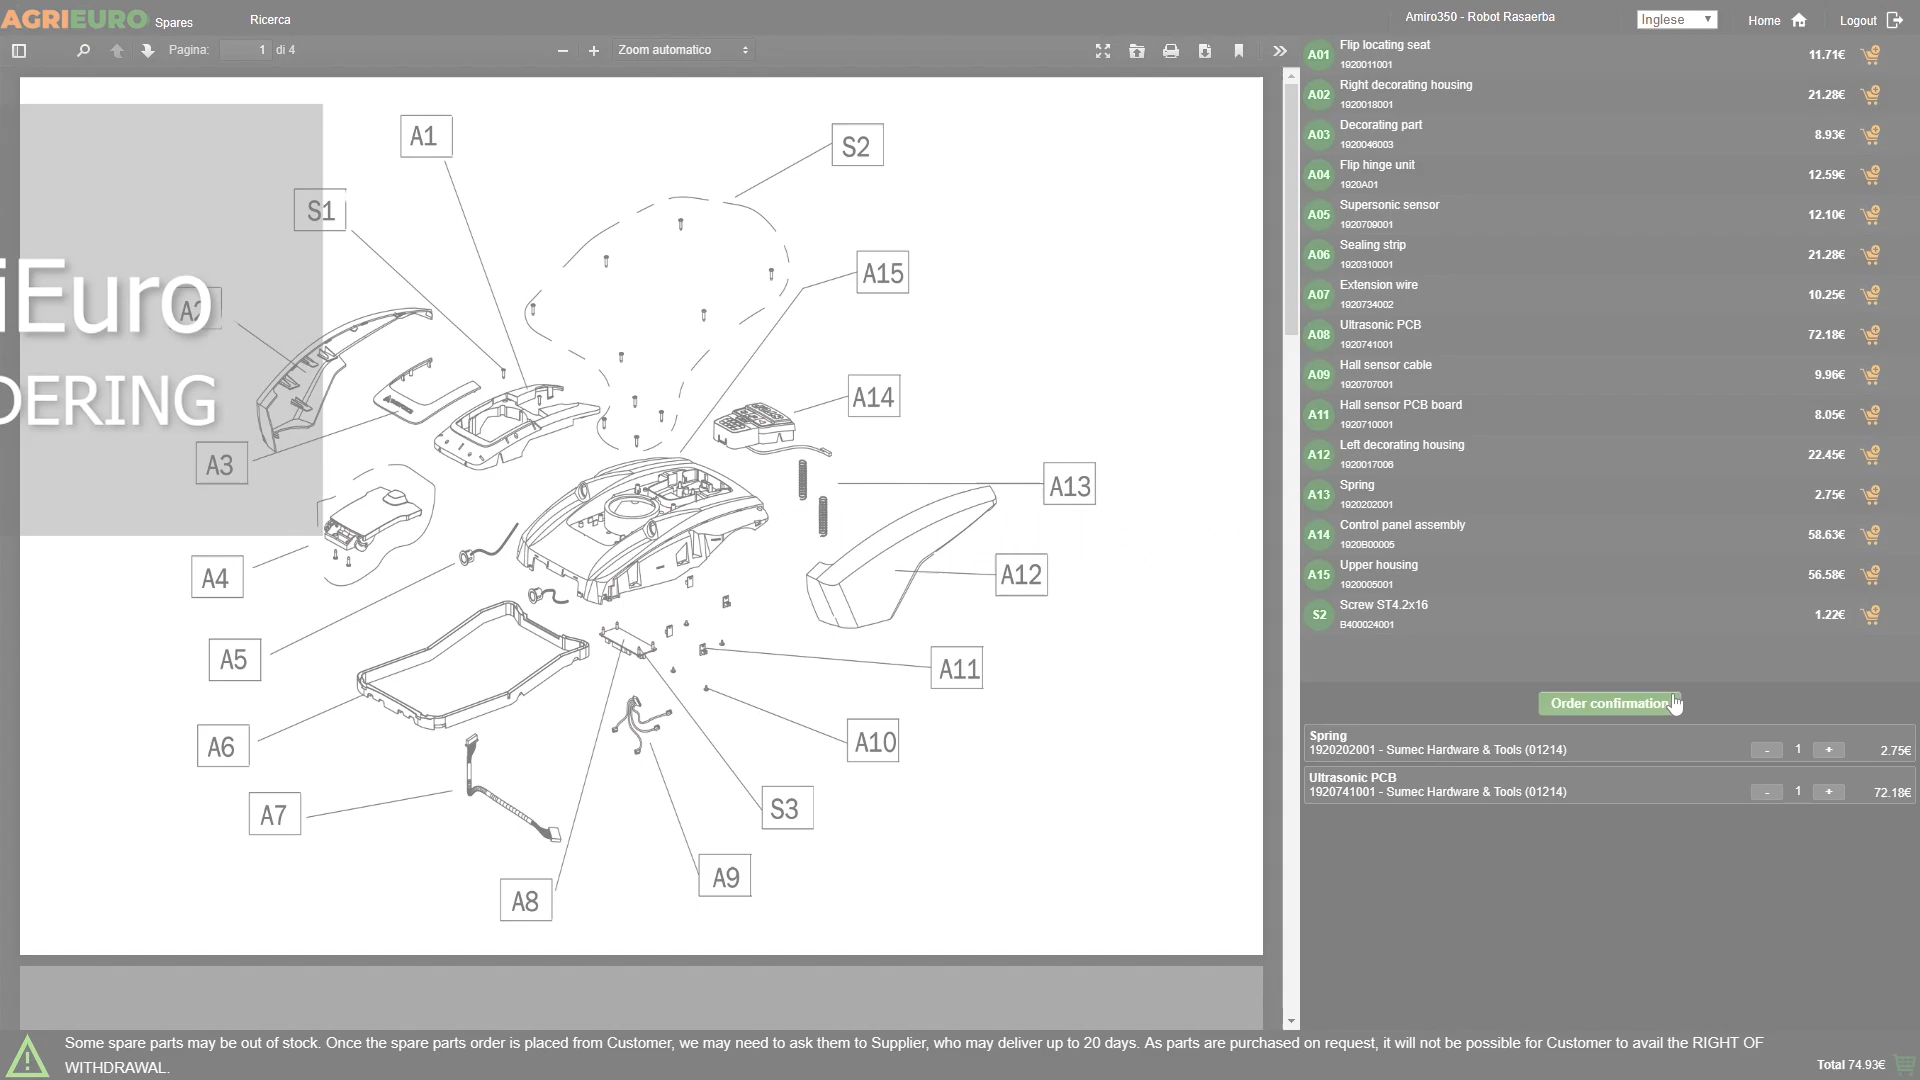 AGRIEURO Spares
Ricerca
Amiro350 - Robot Rasaerba
Inglese
Home
Logout
Pagina: 1 di 4
Zoom automatico
A1
S2
S1
A15
A2
A14
A3
A13
A4
A12
A5
A11
A6
A10
A7
S3
A9
A8
iEuro
DERING
A01 Flip locating seat 11.71€
1920011001
A02 Right decorating housing 21.28€
1920018001
A03 Decorating part 8.93€
1920046003
A04 Flip hinge unit 12.59€
1920A01
A05 Supersonic sensor 12.10€
1920709001
A06 Sealing strip 21.28€
1920310001
A07 Extension wire 10.25€
1920734002
A08 Ultrasonic PCB 72.18€
1920741001
A09 Hall sensor cable 9.96€
1920707001
A11 Hall sensor PCB board 8.05€
1920710001
A12 Left decorating housing 22.45€
1920017006
A13 Spring 2.75€
1920202001
A14 Control panel assembly 58.63€
1920B00005
A15 Upper housing 56.58€
1920005001
S2 Screw ST4.2x16 1.22€
B400024001
Order confirmation
Spring
1920202001 - Sumec Hardware & Tools (01214) - 1 + 2.75€
Ultrasonic PCB
1920741001 - Sumec Hardware & Tools (01214) - 1 + 72.18€
Some spare parts may be out of stock. Once the spare parts order is placed from Customer, we may need to ask them to Supplier, who may deliver up to 20 days. As parts are purchased on request, it will not be possible for Customer to avail the RIGHT OF
WITHDRAWAL.
Total 74.93€